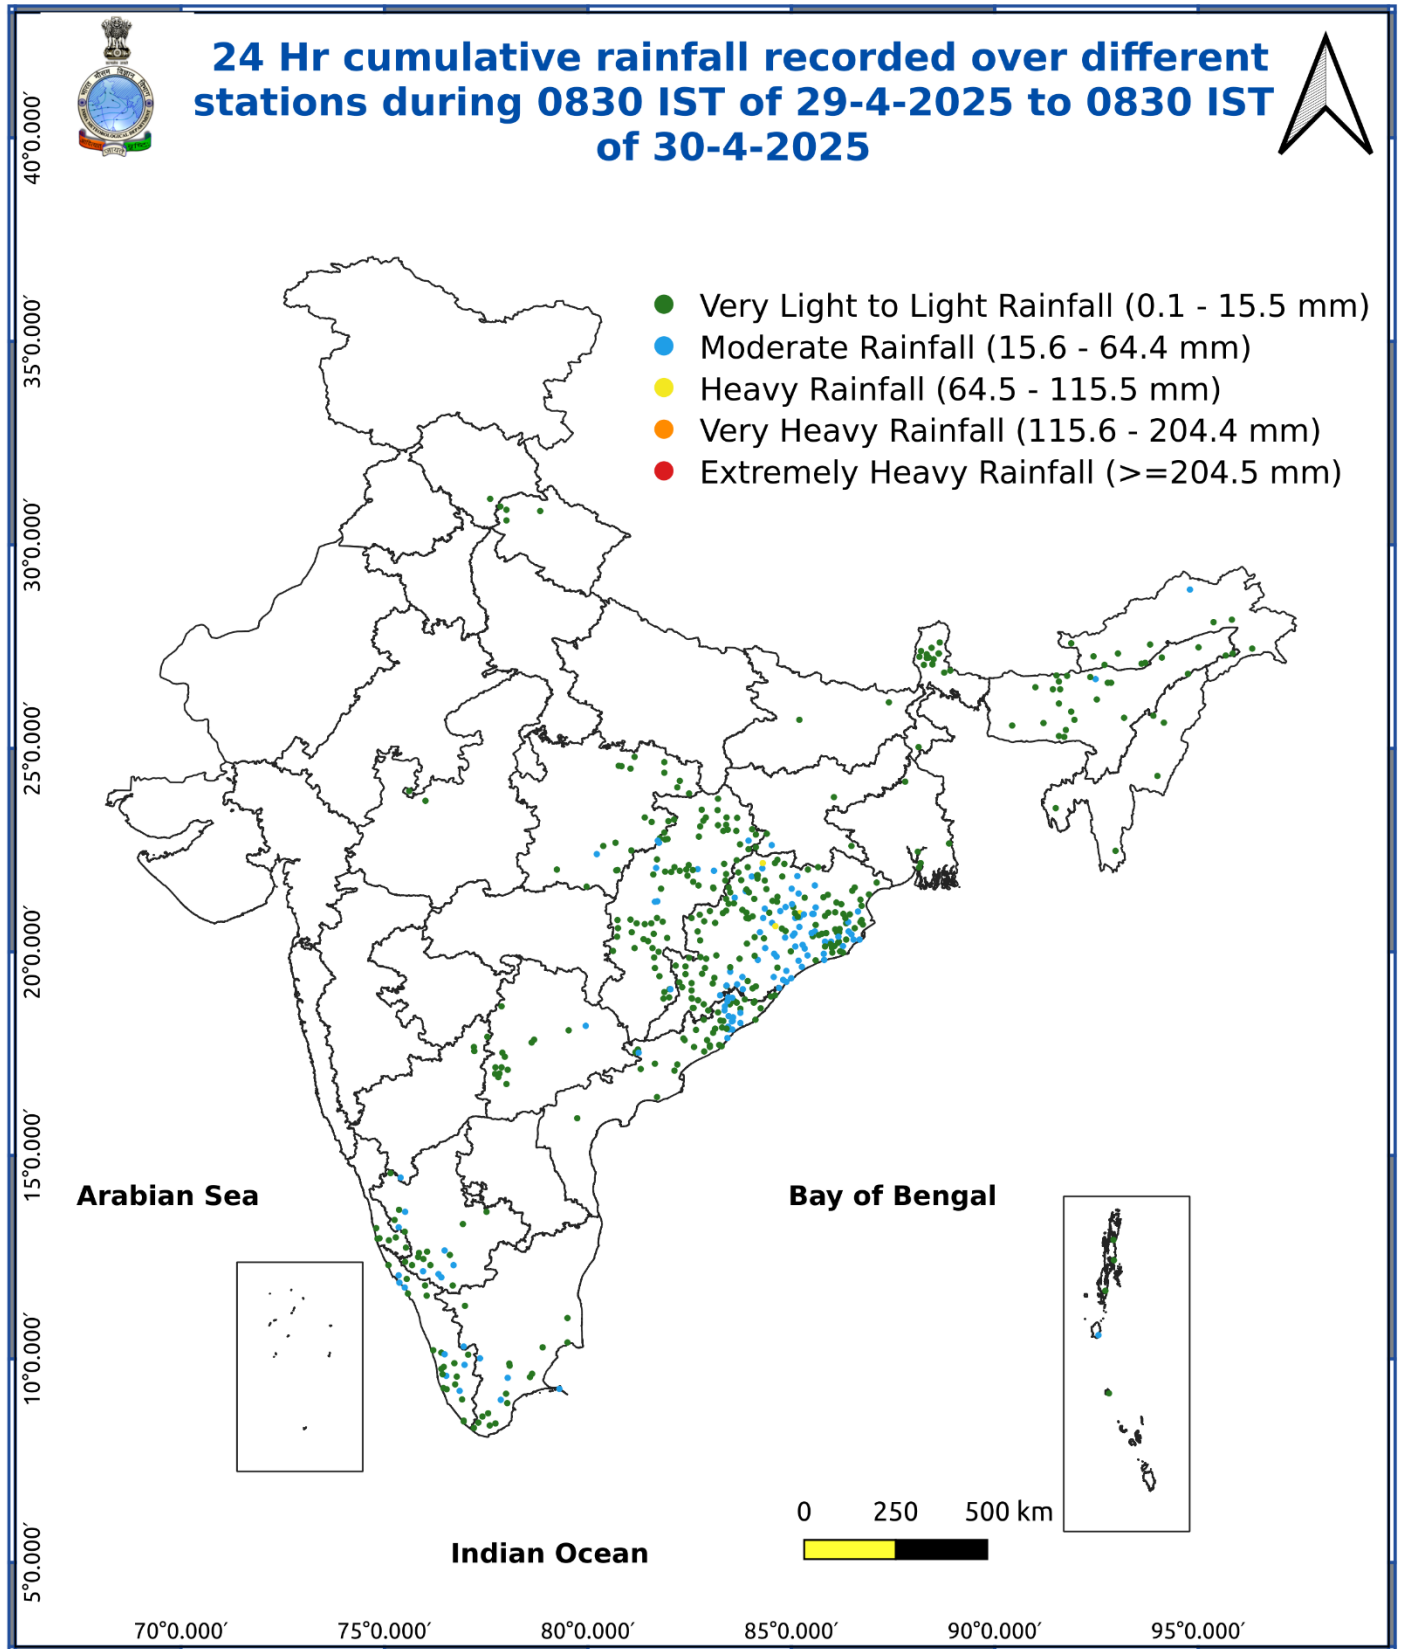 24 Hr cumulative rainfall recorded over different
stations during 0830 IST of 29-4-2025 to 0830 IST
of 30-4-2025
Very Light to Light Rainfall (0.1 - 15.5 mm)
Moderate Rainfall (15.6 - 64.4 mm)
Heavy Rainfall (64.5 - 115.5 mm)
Very Heavy Rainfall (115.6 - 204.4 mm)
Extremely Heavy Rainfall (>=204.5 mm)
40°0.000′
35°0.000′
30°0.000′
25°0.000′
20°0.000′
15°0.000′
10°0.000′
5°0.000′
Arabian Sea
Bay of Bengal
Indian Ocean
0 250 500 km
70°0.000′ 75°0.000′ 80°0.000′ 85°0.000′ 90°0.000′ 95°0.000′